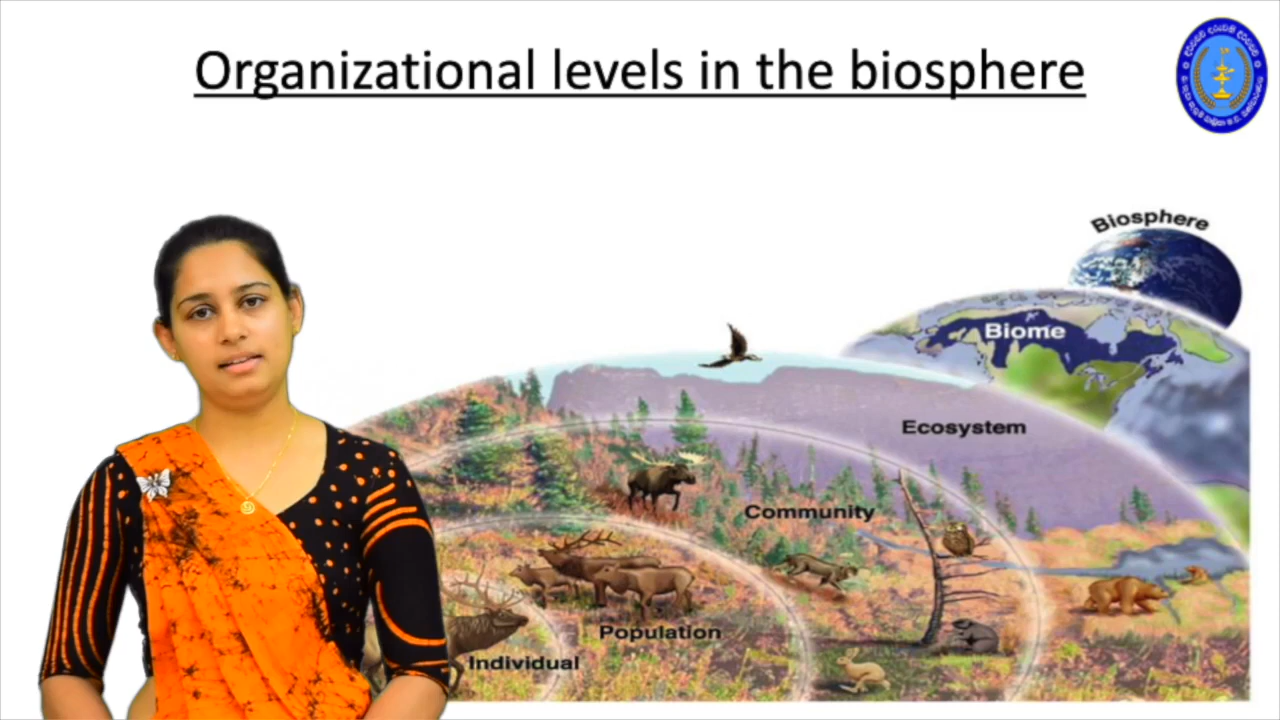 Organizational levels in the biosphere
Biosphere
Biome
Ecosystem
Community
Population
Individual